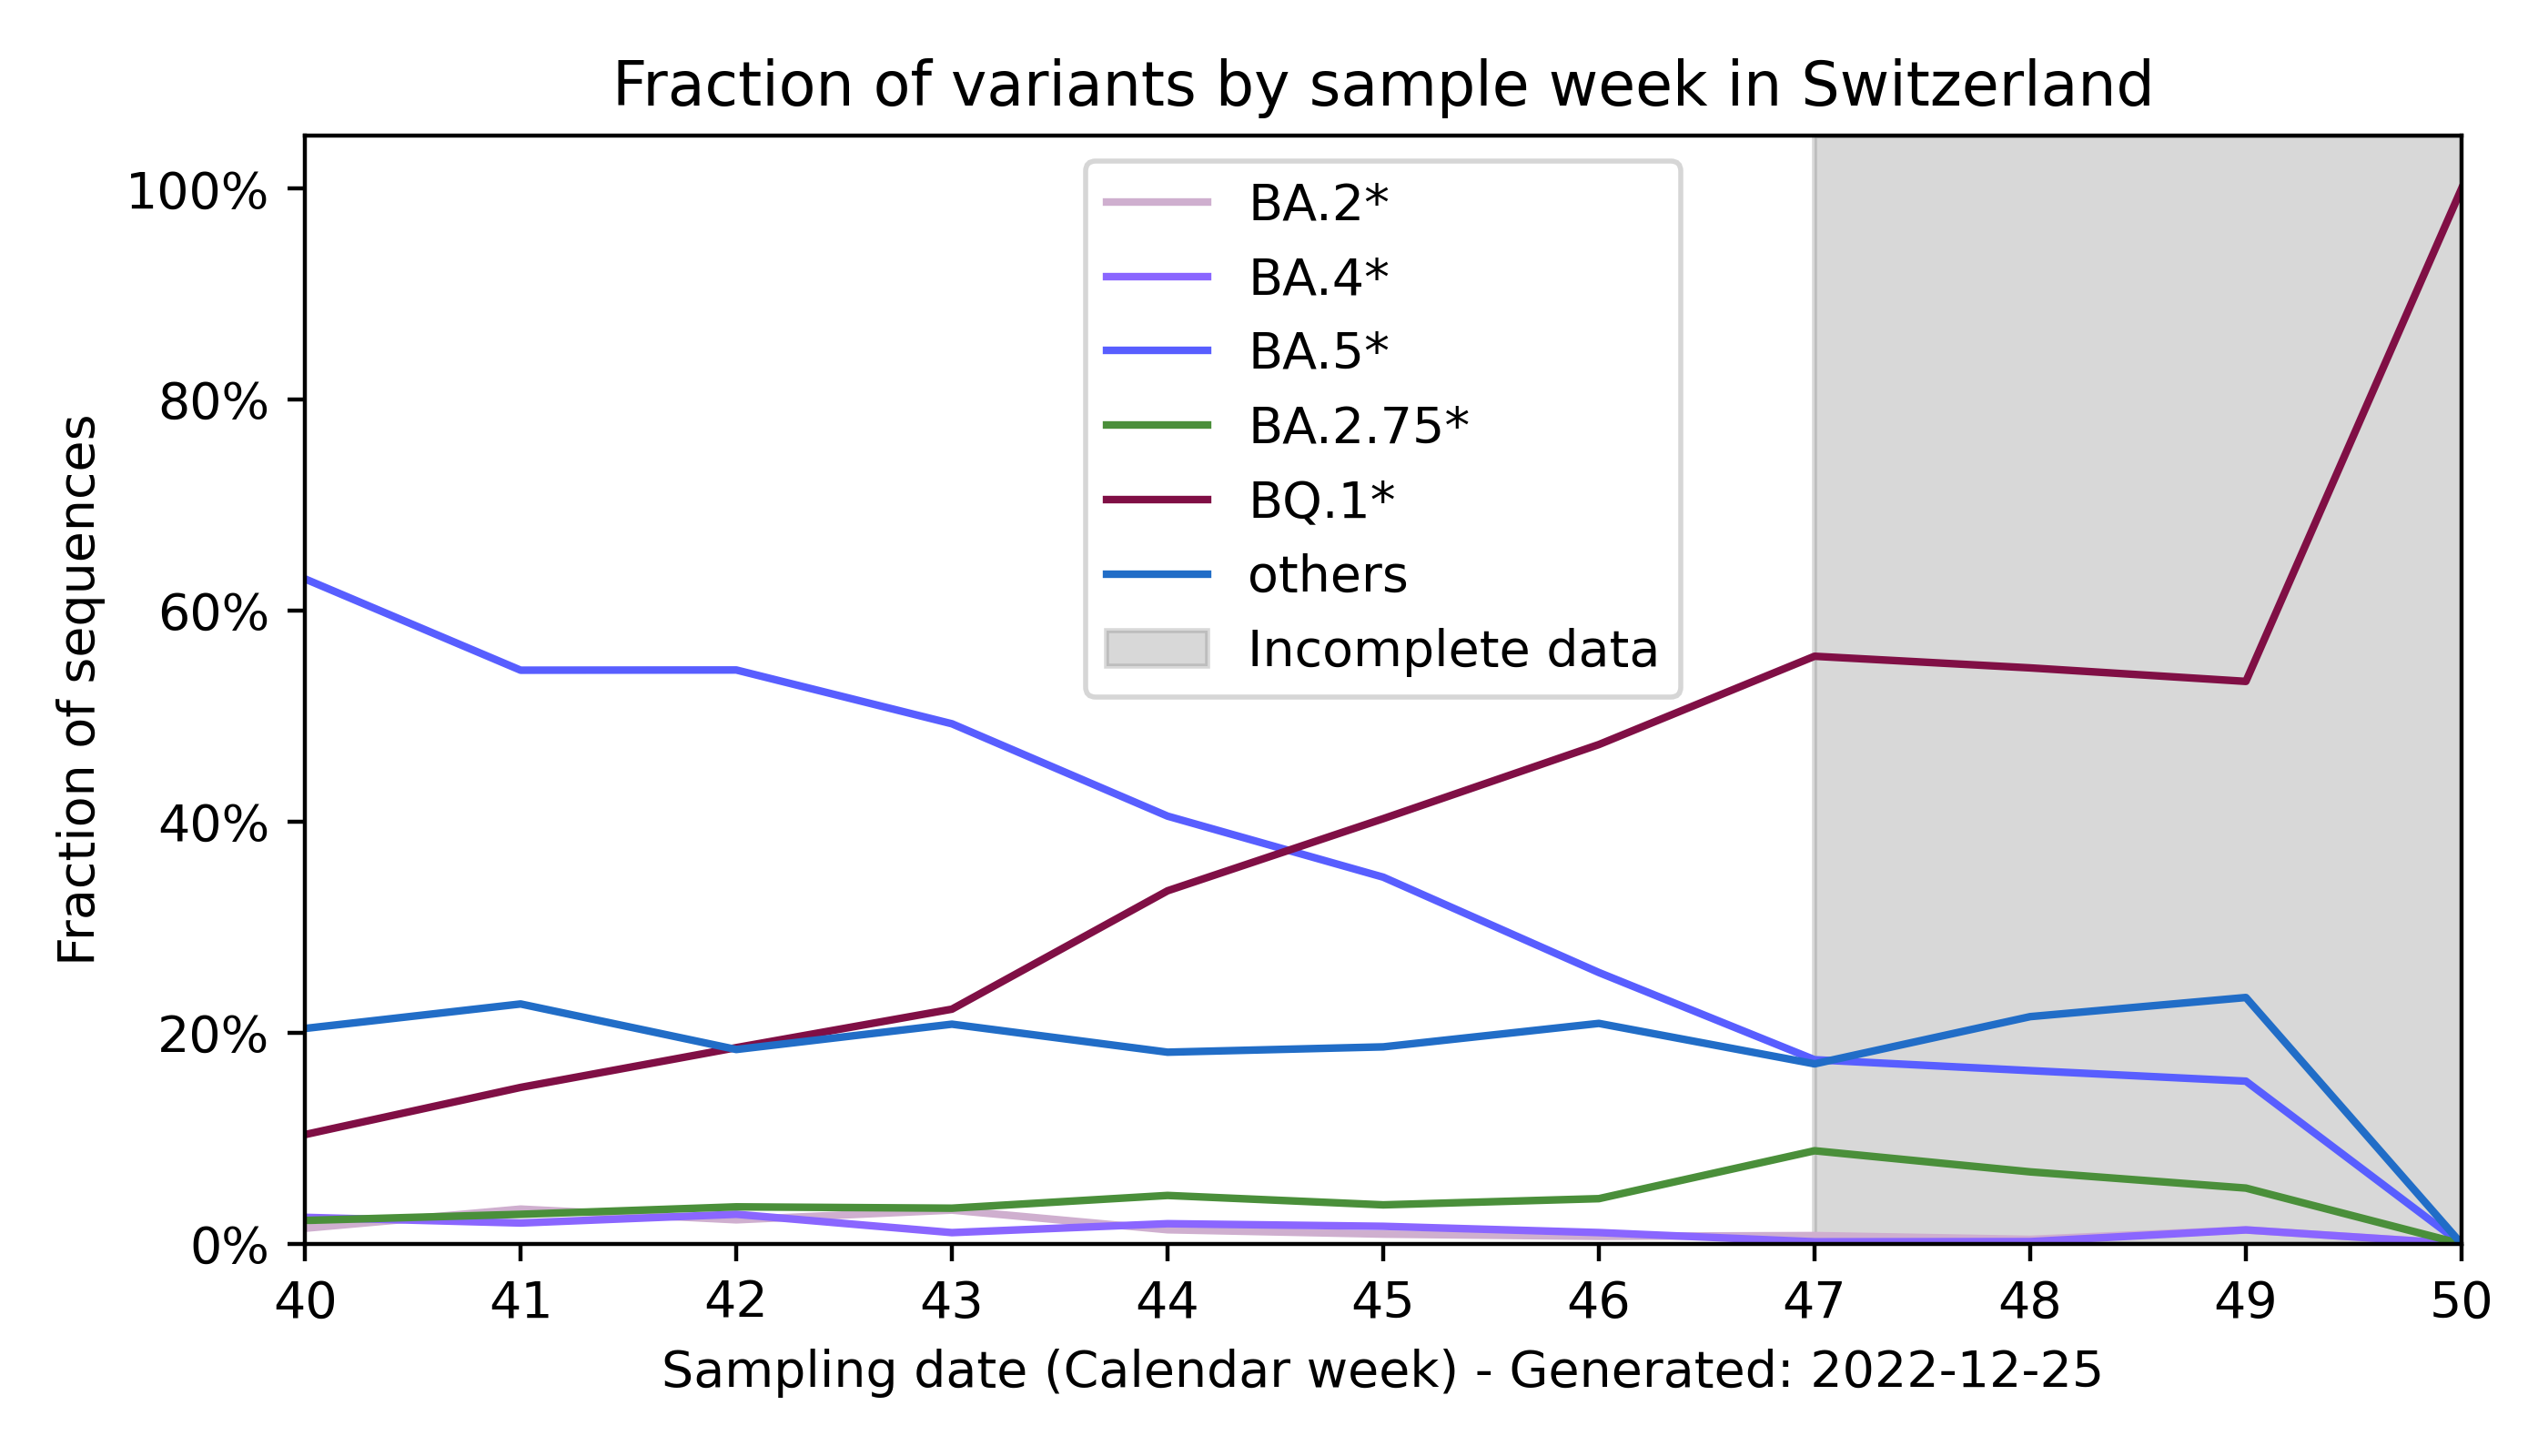 Fraction of variants by sample week in Switzerland
100%
80%
60%
40%
20%
0%
Fraction of sequences
BA.2*
BA.4*
BA.5*
BA.2.75*
BQ.1*
others
Incomplete data
40 41 42 43 44 45 46 47 48 49 50
Sampling date (Calendar week) - Generated: 2022-12-25